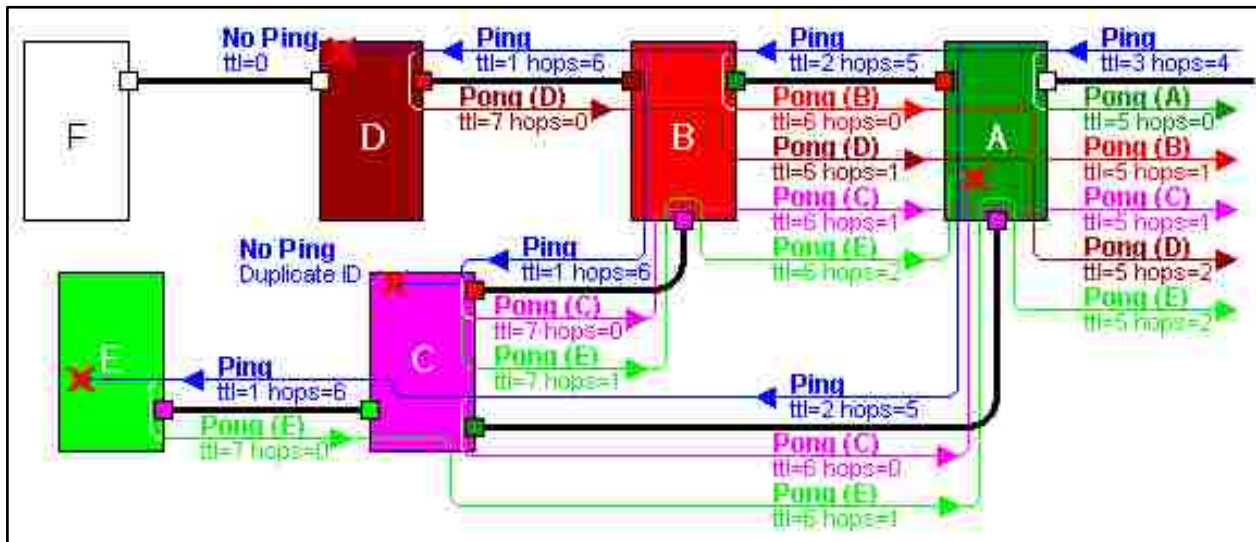 No Ping
ttl=0
Ping
ttl=1 hops=6
Ping
ttl=2 hops=5
Ping
ttl=3 hops=4
F
D
B
A
Pong (D)
ttl=7 hops=0
Pong (B)
ttl=6 hops=0
Pong (A)
ttl=5 hops=0
Pong (D)
ttl=6 hops=1
Pong (B)
ttl=5 hops=1
Pong (C)
ttl=6 hops=1
Pong (C)
ttl=5 hops=1
No Ping
Duplicate ID
Ping
ttl=1 hops=6
Pong (E)
ttl=6 hops=2
Pong (D)
ttl=5 hops=2
Pong (C)
ttl=7 hops=0
Pong (E)
ttl=5 hops=2
E
C
Pong (E)
ttl=7 hops=1
Ping
ttl=1 hops=6
Ping
ttl=2 hops=5
Pong (E)
ttl=7 hops=0
Pong (C)
ttl=6 hops=0
Pong (E)
ttl=6 hops=1